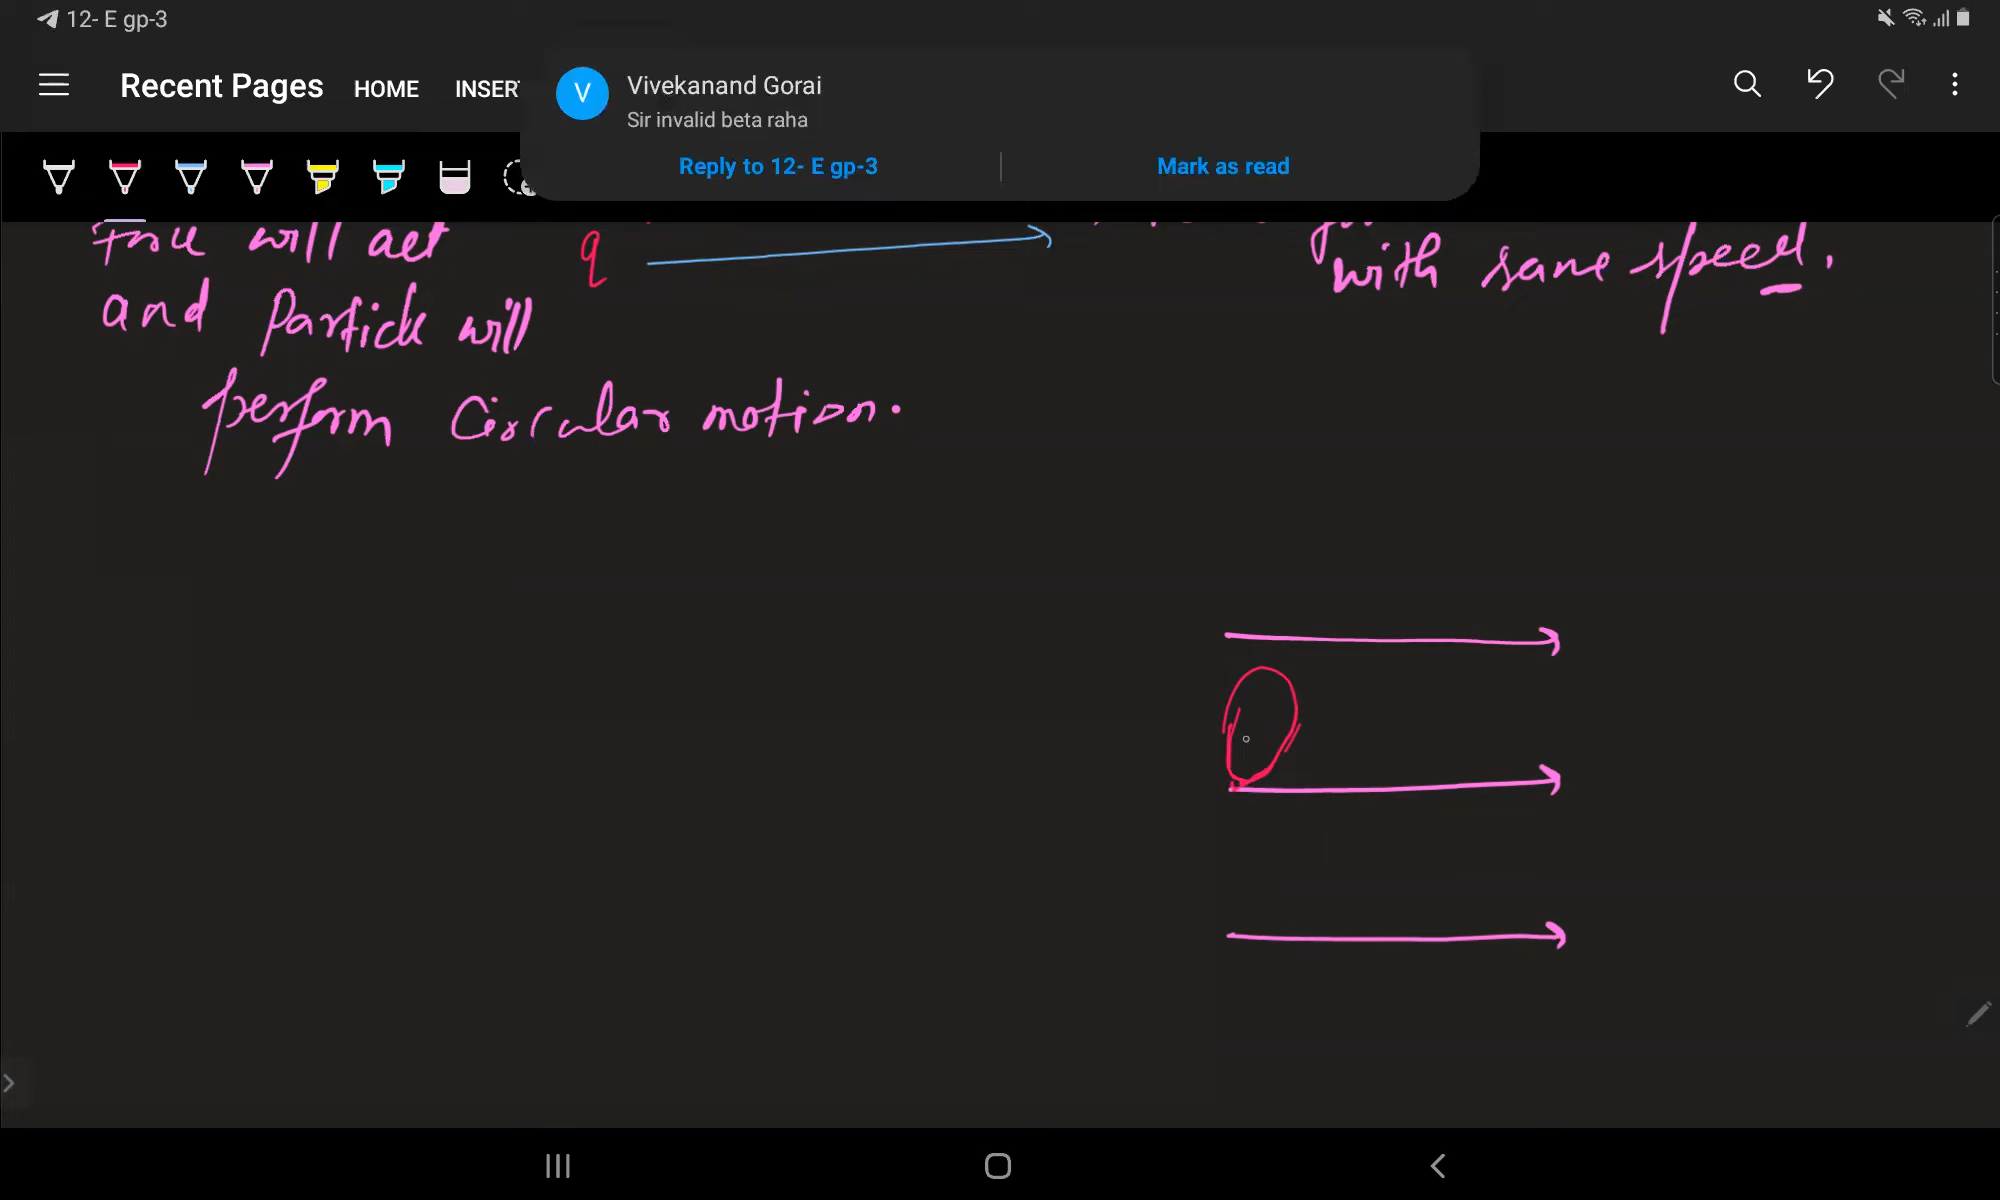 12- E gp-3
Recent Pages HOME INSERT
V
Vivekanand Gorai
Sir invalid beta raha
Reply to 12- E gp-3
Mark as read
will act
q
with same speed.
and Particle will
perform Circular motion.